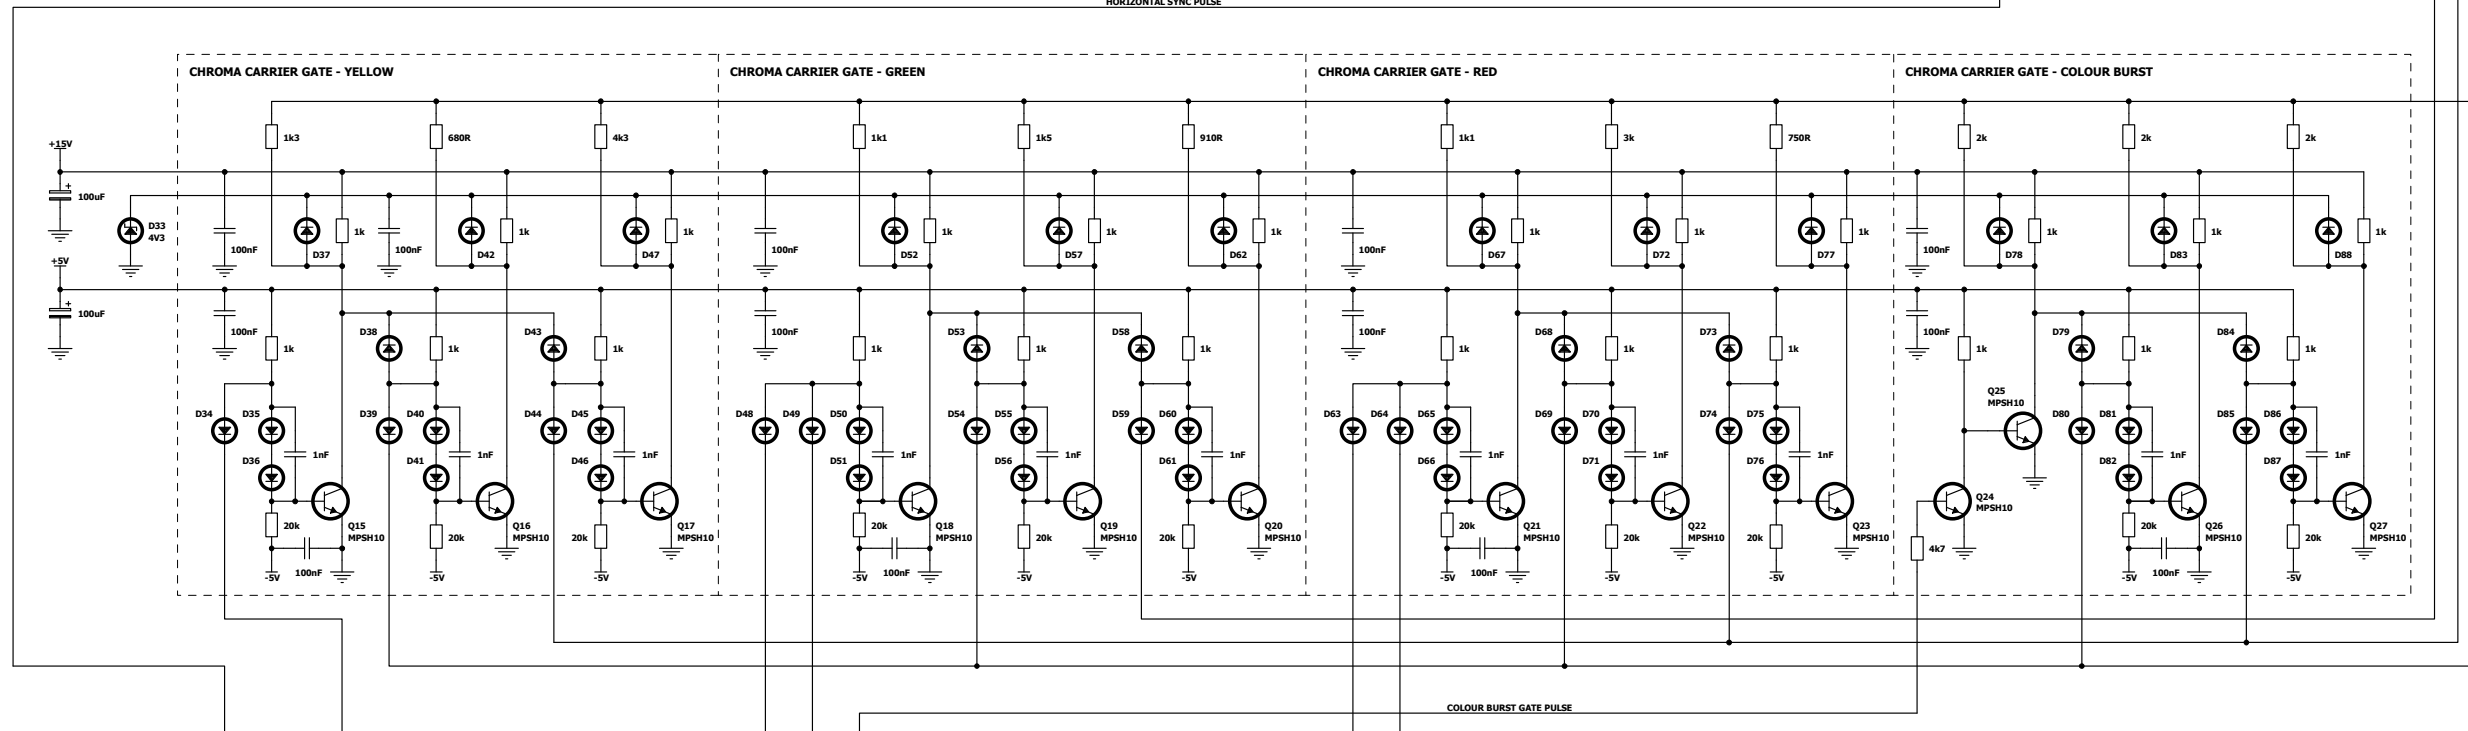 HORIZONTAL SYNC PULSE
CHROMA CARRIER GATE - YELLOW
CHROMA CARRIER GATE - GREEN
CHROMA CARRIER GATE - RED
CHROMA CARRIER GATE - COLOUR BURST
1k3 680R 4k3 1k1 1k5 910R 1k1 3k 750R 2k 2k 2k
+15V
100uF
D33
4V3
100nF D37 1k 100nF D42 1k D47 1k
100nF D52 1k D57 1k D62 1k
100nF D67 1k D72 1k D77 1k
100nF D78 1k D83 1k D88 1k
+5V
100uF
100nF 1k D38 1k D43 1k
100nF 1k D53 1k D58 1k
100nF 1k D68 1k D73 1k
100nF 1k D79 1k D84 1k
Q25
MPSH10
D34 D35 D39 D40 D44 D45
D48 D49 D50 D54 D55 D59 D60
D63 D64 D65 D69 D70 D74 D75
D80 D81 D85 D86
D36 1nF D41 1nF D46 1nF
D51 1nF D56 1nF D61 1nF
D66 1nF D71 1nF D76 1nF
D82 1nF D87 1nF
Q24
MPSH10
20k Q15
MPSH10
20k Q16
MPSH10
20k Q17
MPSH10
20k Q18
MPSH10
20k Q19
MPSH10
20k Q20
MPSH10
20k Q21
MPSH10
20k Q22
MPSH10
20k Q23
MPSH10
4k7
20k Q26
MPSH10
20k Q27
MPSH10
-5V 100nF -5V -5V
-5V 100nF -5V -5V
-5V 100nF -5V -5V
-5V 100nF -5V
COLOUR BURST GATE PULSE